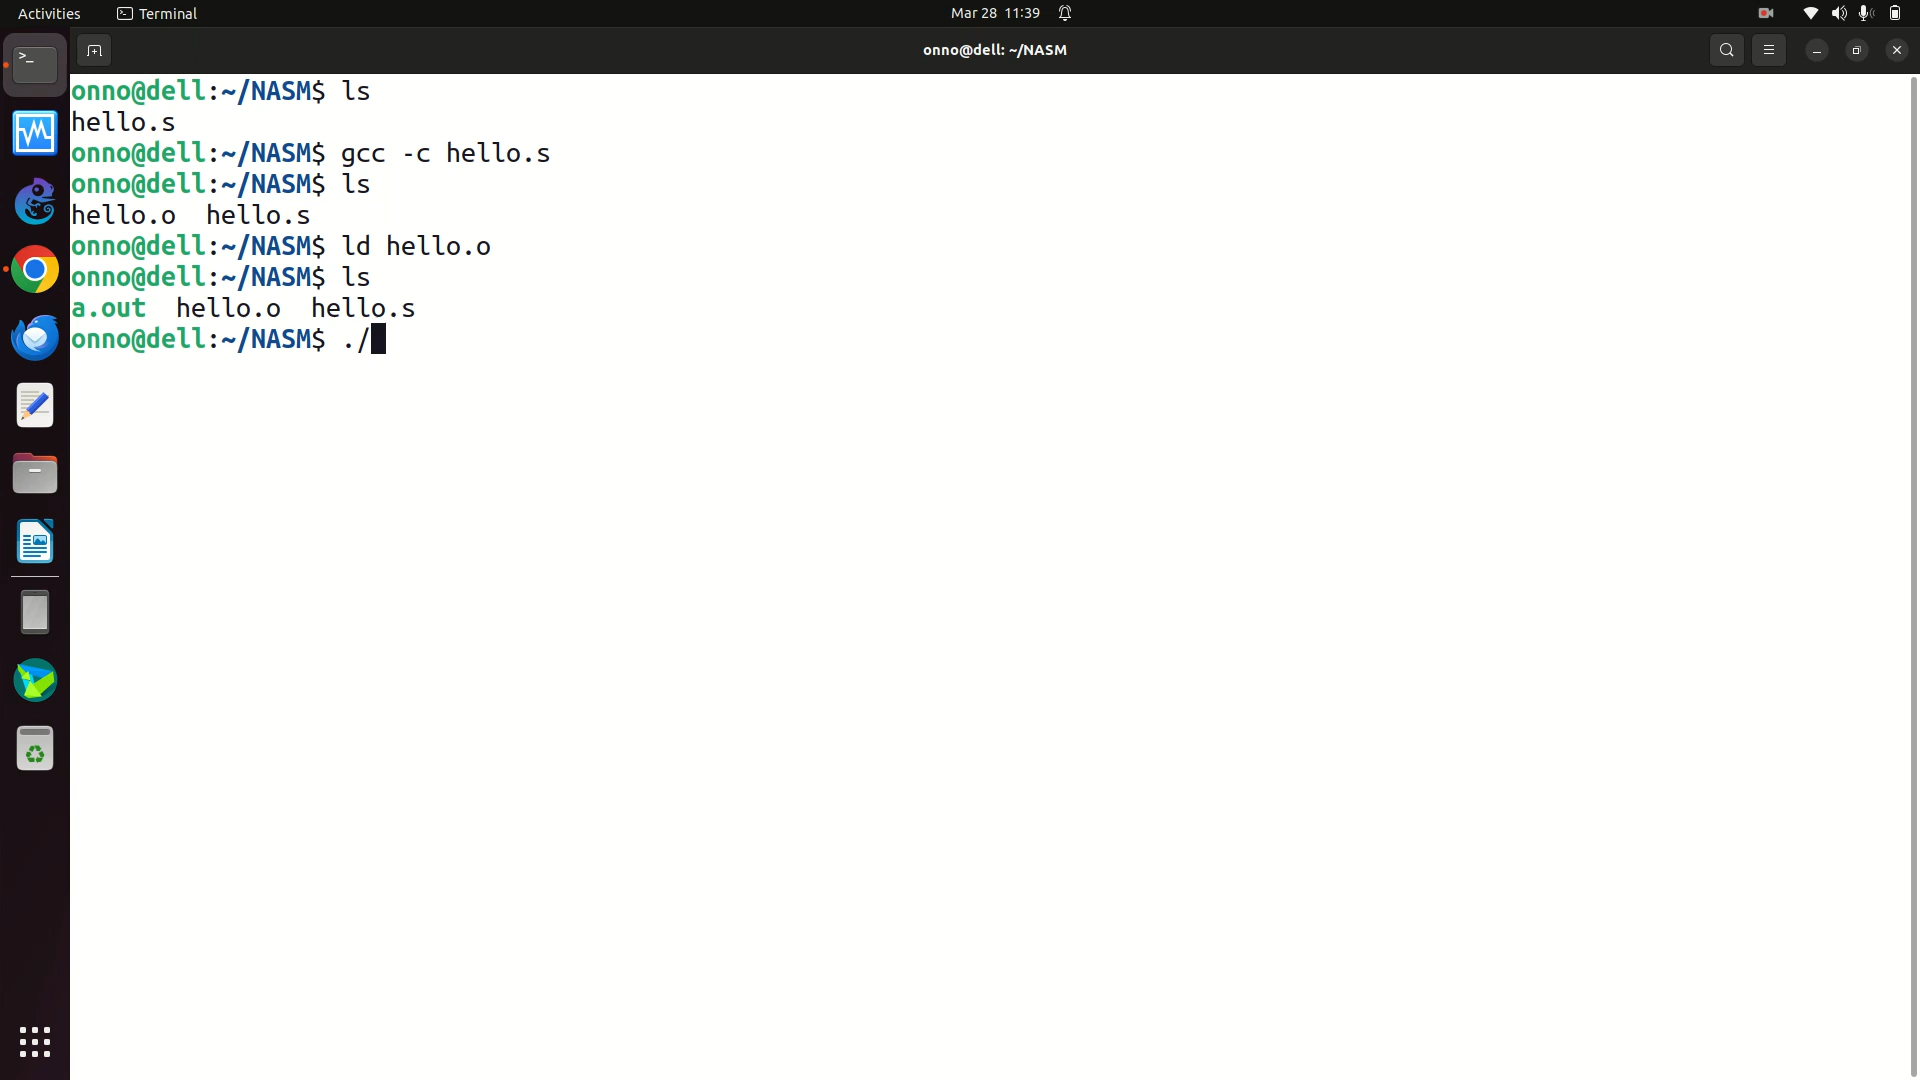 Activities Terminal Mar 28 11:39
onno@dell: ~/NASM
onno@dell:~/NASM$ ls
hello.s
onno@dell:~/NASM$ gcc -c hello.s
onno@dell:~/NASM$ ls
hello.o  hello.s
onno@dell:~/NASM$ ld hello.o
onno@dell:~/NASM$ ls
a.out  hello.o  hello.s
onno@dell:~/NASM$ ./